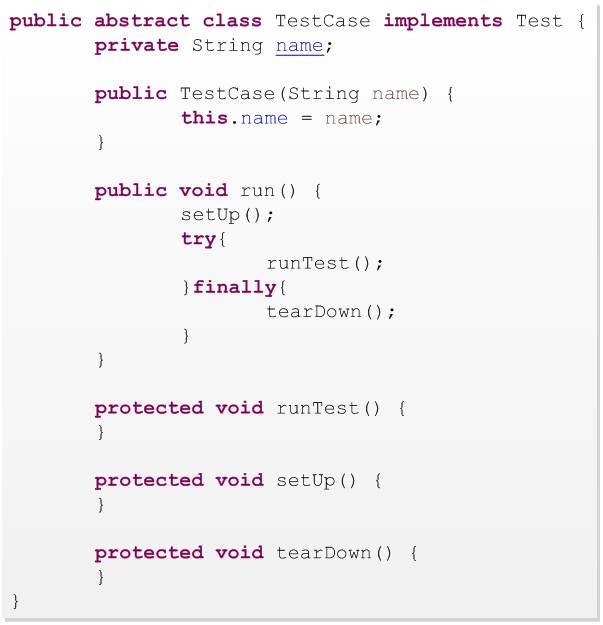 public abstract class TestCase implements Test {
private String name;
public TestCase(String name) {
this.name = name;
}
public void run() {
setUp();
try{
runTest();
}finally{
tearDown();
}
}
protected void runTest() {
}
protected void setUp() {
}
protected void tearDown() {
}
}